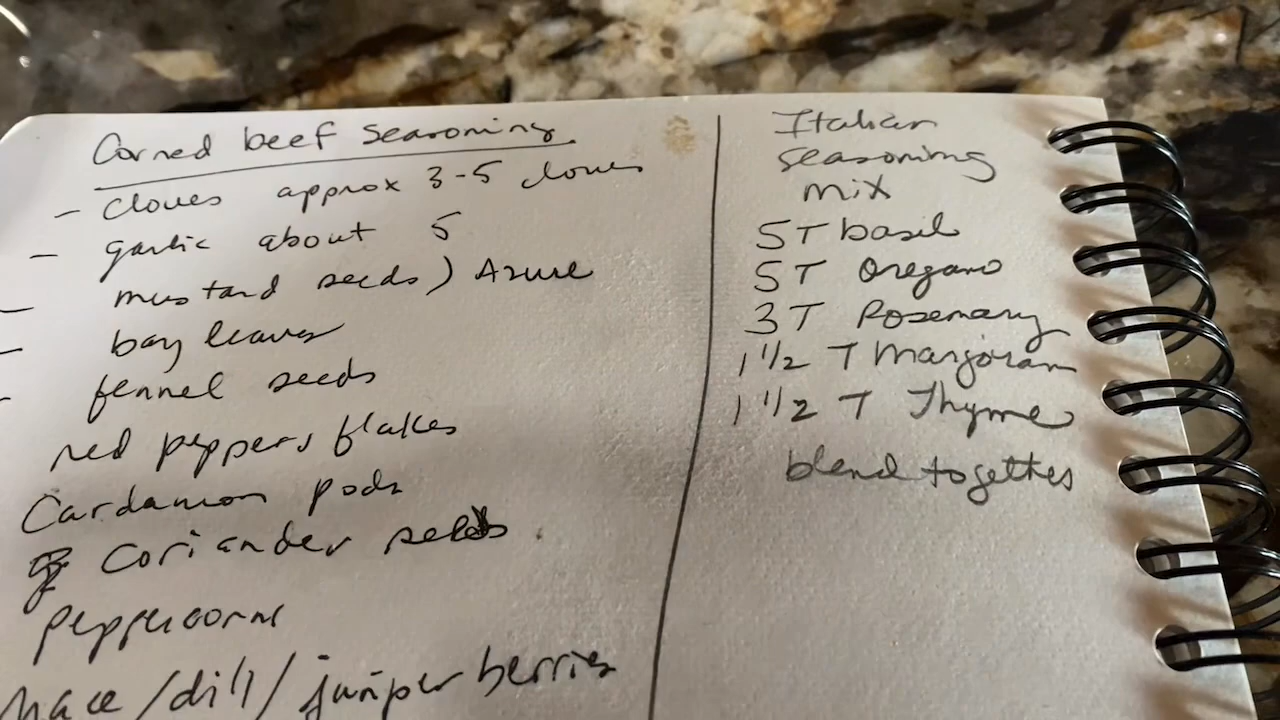 Corned beef seasoning
- cloves approx 3-5 cloves
- garlic about 5
- mustard seeds) Azure
- bay leaves
- fennel seeds
red peppers flakes
Cardamon pods
coriander seeds
peppercorns
mace/dill/juniper berries
Italian
seasoning
mix
5T basil
5T Oregano
3T Rosemary
1 1/2 T Marjoram
1 1/2 T Thyme
blend together